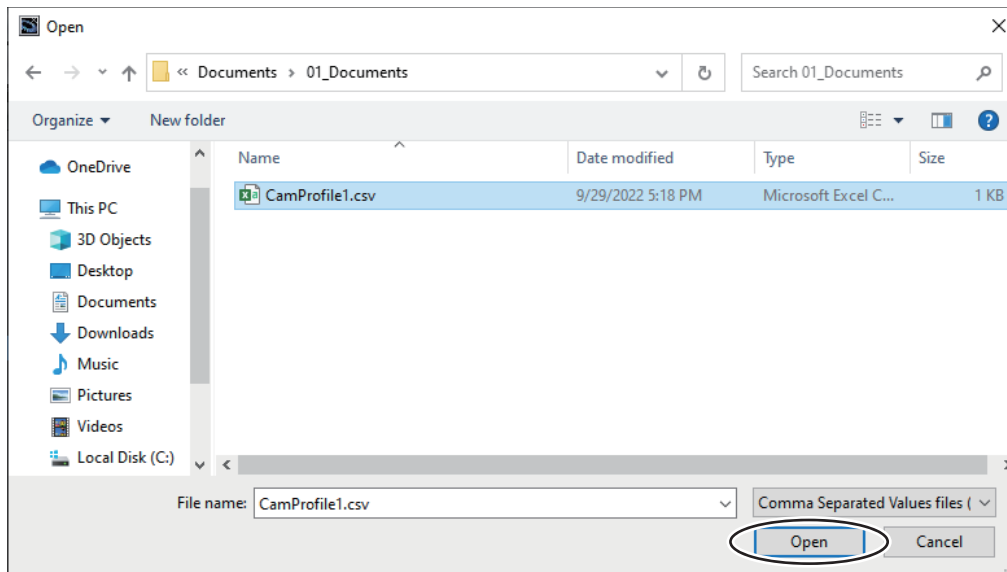 Open
« Documents > 01_Documents
Search 01_Documents
Organize
New folder
Name
Date modified
Type
Size
OneDrive
This PC
3D Objects
Desktop
Documents
Downloads
Music
Pictures
Videos
Local Disk (C:)
CamProfile1.csv
9/29/2022 5:18 PM
Microsoft Excel C...
1 KB
File name:
CamProfile1.csv
Comma Separated Values files (
Open
Cancel